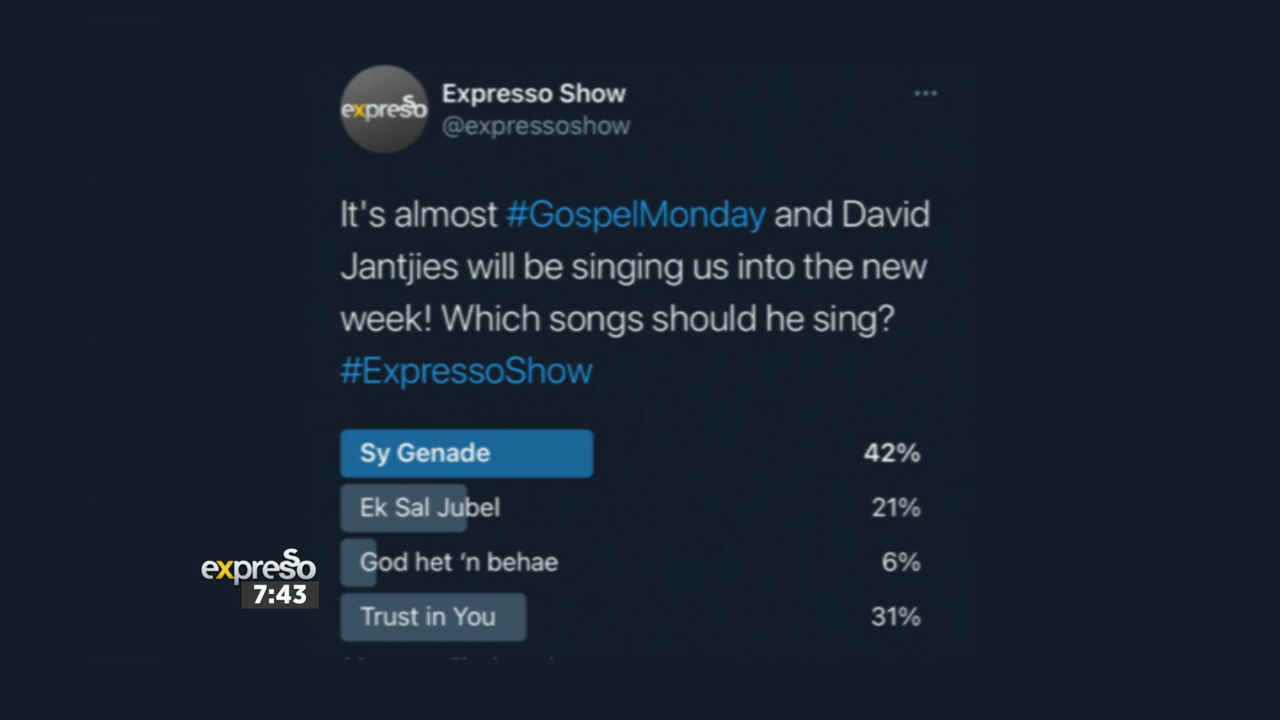 expresso
Expresso Show
@expressoshow
It's almost #GospelMonday and David
Jantjies will be singing us into the new
week! Which songs should he sing?
#ExpressoShow
Sy Genade 42%
Ek Sal Jubel 21%
God het ‘n behae 6%
Trust in You 31%
expresso
7:43